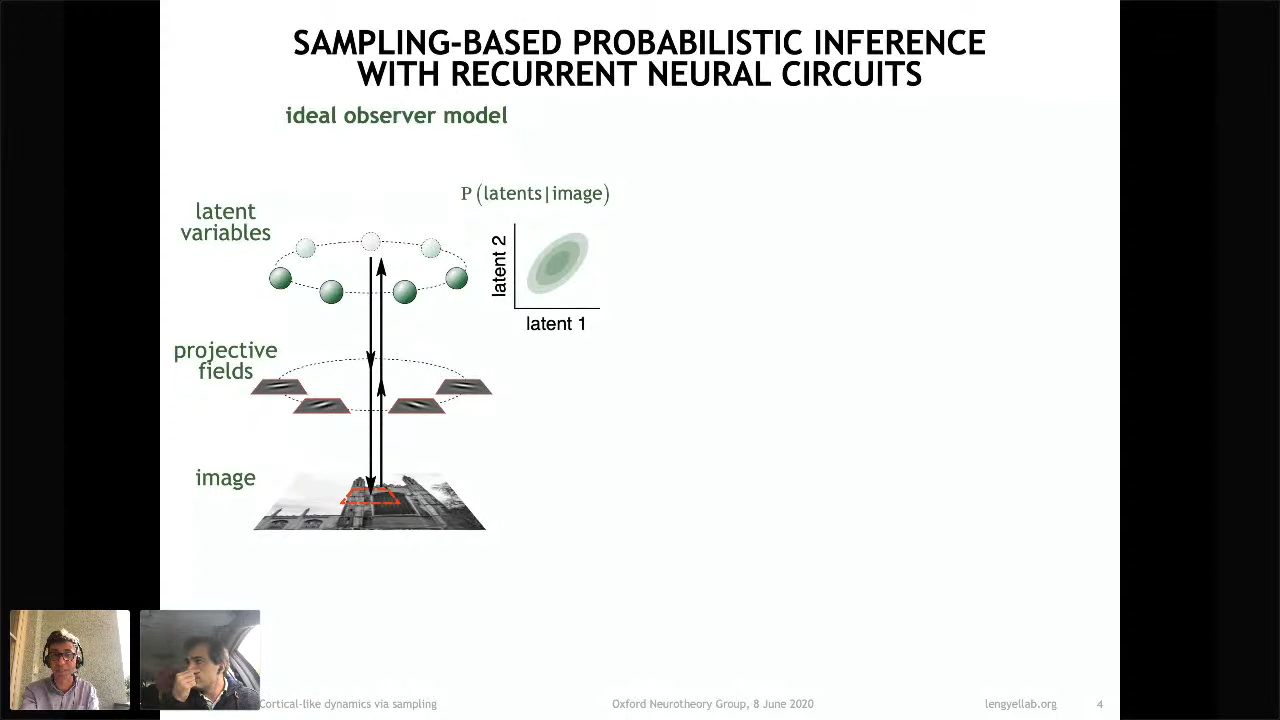 SAMPLING-BASED PROBABILISTIC INFERENCE
WITH RECURRENT NEURAL CIRCUITS
ideal observer model
P (latents|image)
latent
variables
latent 2
latent 1
projective
fields
image
Cortical-like dynamics via sampling
Oxford Neurotheory Group, 8 June 2020
lengyellab.org
4